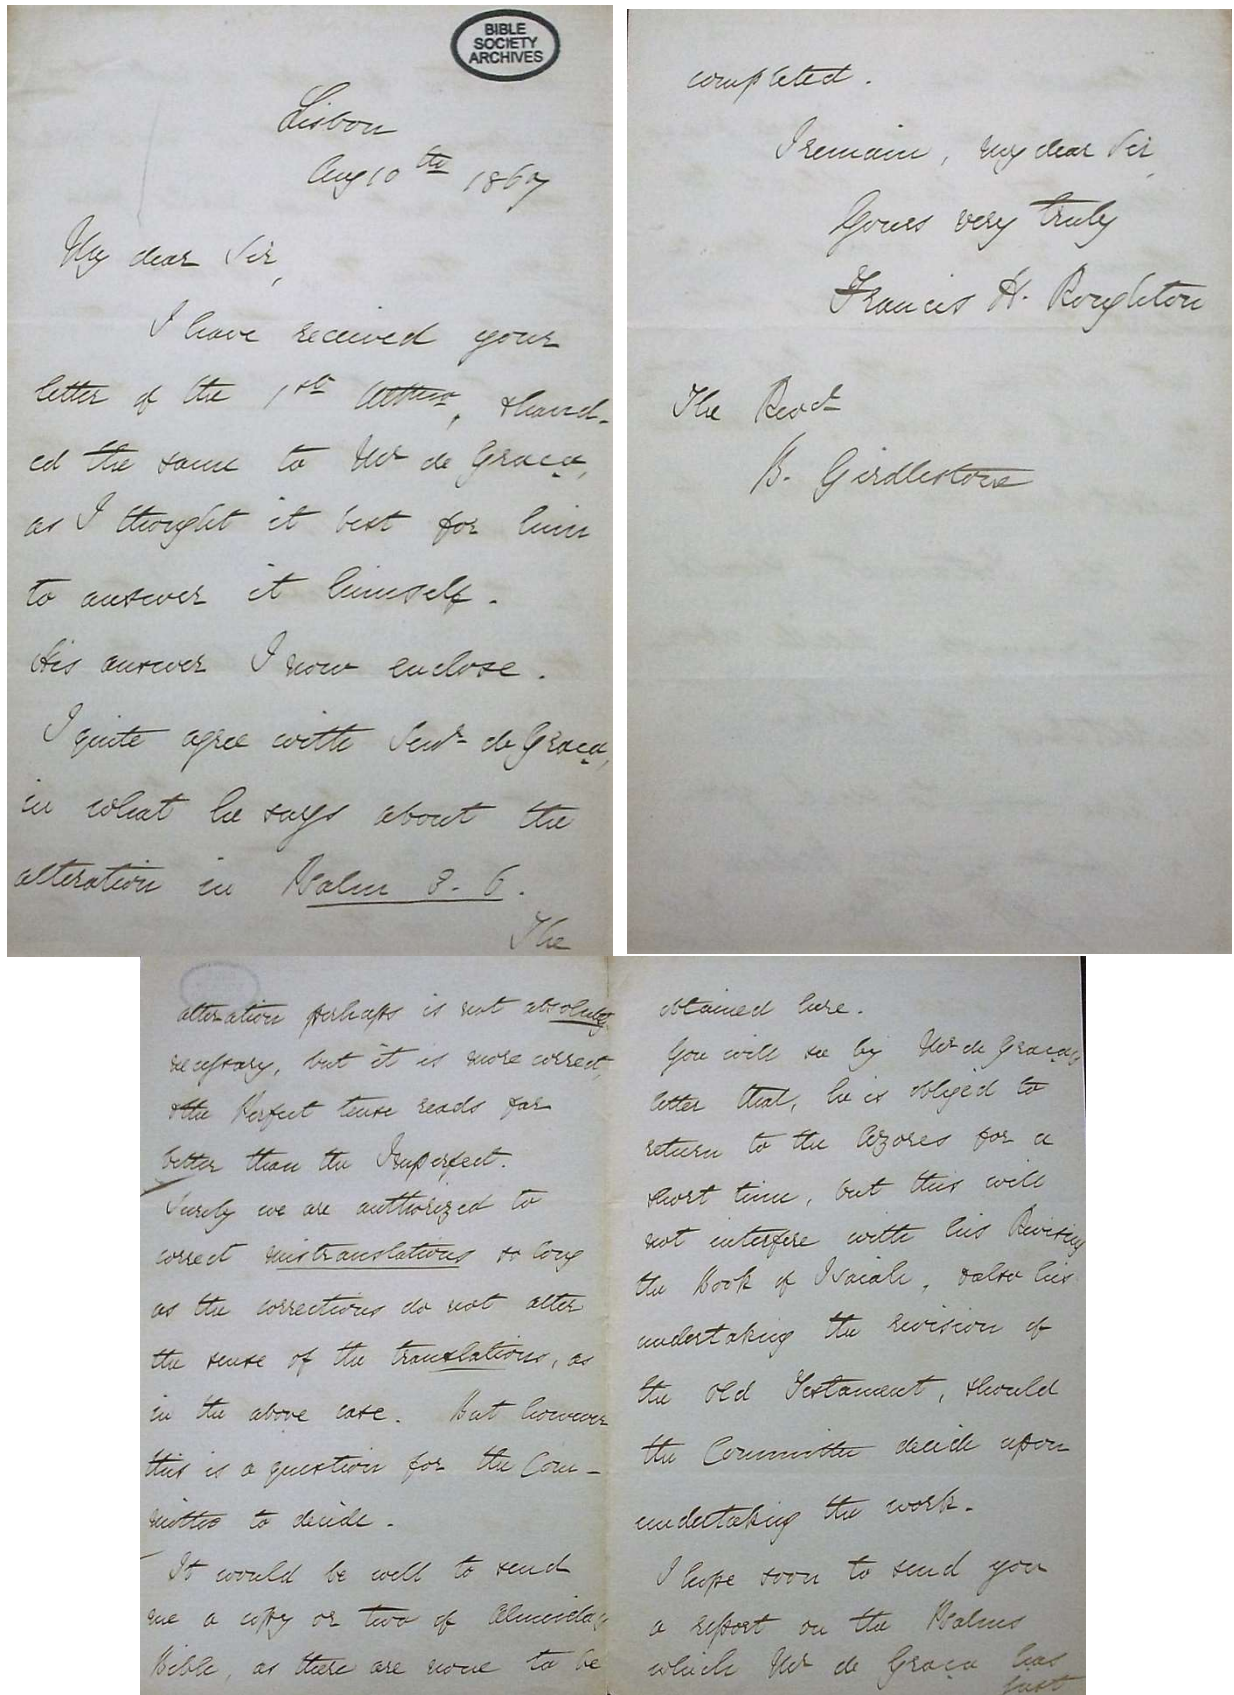 BIBLE
SOCIETY
ARCHIVES
Lisbon
Aug 10th 1867
My dear Sir,
I have received your
letter of the 1st , & hand-
ed the same to Mr de Graça,
as I thought it best for him
to answer it himself.
His answer I now enclose.
I quite agree with Senr de Graça,
in what he says about the
alteration in Psalm 8. 6.
The
alteration perhaps is not absolutely
necessary, but it is more correct,
& the Perfect tense reads far
better than the Imperfect.
Surely we are authorized to
correct mistranslations so long
as the corrections do not alter
the sense of the translations, as
in the above case. But however
this is a question for the Com-
mittee to decide.
It would be well to send
me a copy or two of Almeida's
Bible, as there are none to be
obtained here.
You will see by Mr de Graça's
letter that, he is obliged to
return to the Azores for a
short time, but this will
not interfere with his Revising
the Book of Isaiah, & also his
undertaking the revision of
the Old Testament, should
the Committee decide upon
undertaking the work.
I hope soon to send you
a report on the Psalms
which Mr de Graça has
just
completed.
I remain, my dear Sir,
Yours very truly
Francis H. Roughton
The Revd
B. Girdlestone